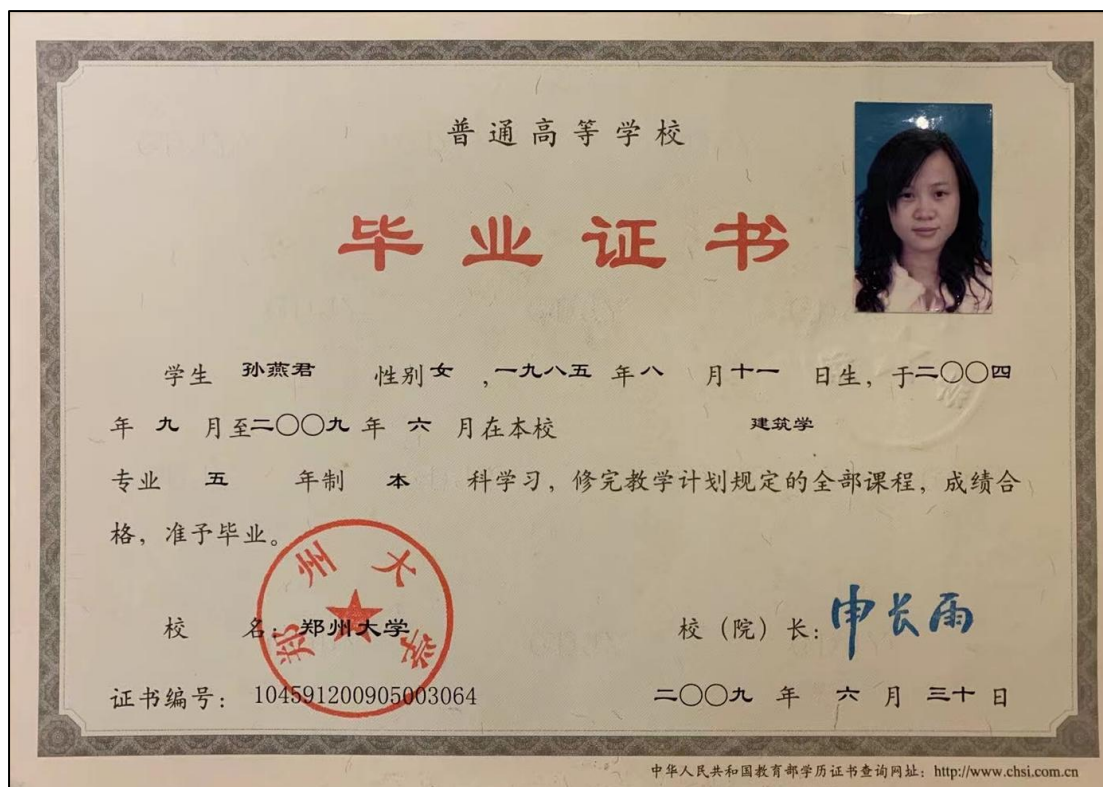 普通高等学校
毕业证书
学生 孙燕君 性别 女 ,一九八五 年 八 月 十一 日生，于二〇〇四
年 九 月至二〇〇九 年 六 月在本校 建筑学
专业 五 年制 本 科学习，修完教学计划规定的全部课程，成绩合
格，准予毕业。
郑州大学
校 名：郑州大学 校（院）长：申长雨
证书编号：104591200905003064 二〇〇九 年 六 月 三十 日
中华人民共和国教育部学历证书查询网址：http://www.chsi.com.cn